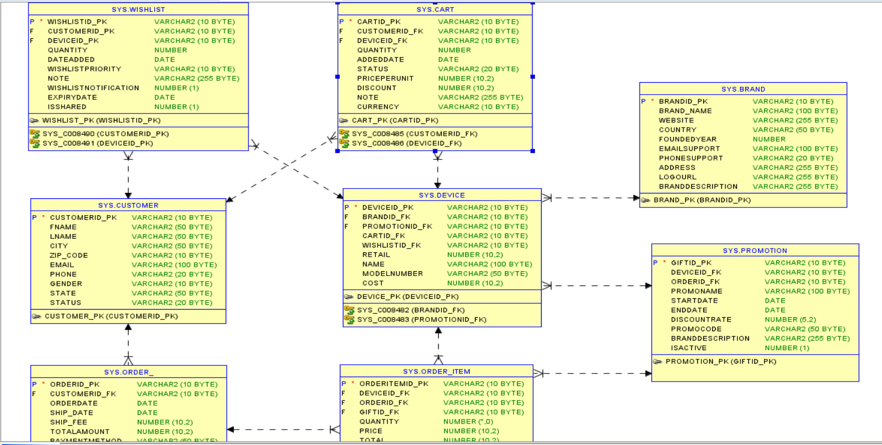 SYS.WISHLIST
P * WISHLISTID_PK VARCHAR2 (10 BYTE)
F CUSTOMERID_PK VARCHAR2 (10 BYTE)
F DEVICEID_PK VARCHAR2 (10 BYTE)
QUANTITY NUMBER
DATEADDED DATE
WISHLISTPRIORITY VARCHAR2 (10 BYTE)
NOTE VARCHAR2 (255 BYTE)
WISHLISTNOTIFICATION NUMBER (1)
EXPIRYDATE DATE
ISSHARED NUMBER (1)
WISHLIST_PK (WISHLISTID_PK)
SYS_C008490 (CUSTOMERID_PK)
SYS_C008491 (DEVICEID_PK)
SYS.CART
P * CARTID_PK VARCHAR2 (10 BYTE)
F CUSTOMERID_FK VARCHAR2 (10 BYTE)
F DEVICEID_FK VARCHAR2 (10 BYTE)
QUANTITY NUMBER
ADDEDDATE DATE
STATUS VARCHAR2 (20 BYTE)
PRICEPERUNIT NUMBER (10,2)
DISCOUNT NUMBER (10,2)
NOTE VARCHAR2 (255 BYTE)
CURRENCY VARCHAR2 (10 BYTE)
CART_PK (CARTID_PK)
SYS_C008485 (CUSTOMERID_FK)
SYS_C008486 (DEVICEID_FK)
SYS.BRAND
P * BRANDID_PK VARCHAR2 (10 BYTE)
BRAND_NAME VARCHAR2 (100 BYTE)
WEBSITE VARCHAR2 (255 BYTE)
COUNTRY VARCHAR2 (50 BYTE)
FOUNDEDYEAR NUMBER
EMAILSUPPORT VARCHAR2 (100 BYTE)
PHONESUPPORT VARCHAR2 (20 BYTE)
ADDRESS VARCHAR2 (255 BYTE)
LOGOURL VARCHAR2 (255 BYTE)
BRANDDESCRIPTION VARCHAR2 (255 BYTE)
BRAND_PK (BRANDID_PK)
SYS.CUSTOMER
P * CUSTOMERID_PK VARCHAR2 (10 BYTE)
FNAME VARCHAR2 (50 BYTE)
LNAME VARCHAR2 (50 BYTE)
CITY VARCHAR2 (50 BYTE)
ZIP_CODE VARCHAR2 (10 BYTE)
EMAIL VARCHAR2 (100 BYTE)
PHONE VARCHAR2 (20 BYTE)
GENDER VARCHAR2 (10 BYTE)
STATE VARCHAR2 (50 BYTE)
STATUS VARCHAR2 (20 BYTE)
CUSTOMER_PK (CUSTOMERID_PK)
SYS.DEVICE
P * DEVICEID_PK VARCHAR2 (10 BYTE)
F BRANDID_FK VARCHAR2 (10 BYTE)
F PROMOTIONID_FK VARCHAR2 (10 BYTE)
CARTID_FK VARCHAR2 (10 BYTE)
WISHLISTID_FK VARCHAR2 (10 BYTE)
RETAIL NUMBER (10,2)
NAME VARCHAR2 (100 BYTE)
MODELNUMBER VARCHAR2 (50 BYTE)
COST NUMBER (10,2)
DEVICE_PK (DEVICEID_PK)
SYS_C008482 (BRANDID_FK)
SYS_C008483 (PROMOTIONID_FK)
SYS.PROMOTION
P * GIFTID_PK VARCHAR2 (10 BYTE)
DEVICEID_FK VARCHAR2 (10 BYTE)
ORDERID_FK VARCHAR2 (10 BYTE)
PROMONAME VARCHAR2 (100 BYTE)
STARTDATE DATE
ENDDATE DATE
DISCOUNTRATE NUMBER (5,2)
PROMOCODE VARCHAR2 (50 BYTE)
BRANDDESCRIPTION VARCHAR2 (255 BYTE)
ISACTIVE NUMBER (1)
PROMOTION_PK (GIFTID_PK)
SYS.ORDER_
P * ORDERID_PK VARCHAR2 (10 BYTE)
F CUSTOMERID_FK VARCHAR2 (10 BYTE)
ORDERDATE DATE
SHIP_DATE DATE
SHIP_FEE NUMBER (10,2)
TOTALAMOUNT NUMBER (10,2)
PAYMENTMETHOD
SYS.ORDER_ITEM
P * ORDERITEMID_PK VARCHAR2 (10 BYTE)
F DEVICEID_FK VARCHAR2 (10 BYTE)
F ORDERID_FK VARCHAR2 (10 BYTE)
F GIFTID_FK VARCHAR2 (10 BYTE)
QUANTITY NUMBER (*,0)
PRICE NUMBER (10,2)
TOTAL NUMBER (10,2)